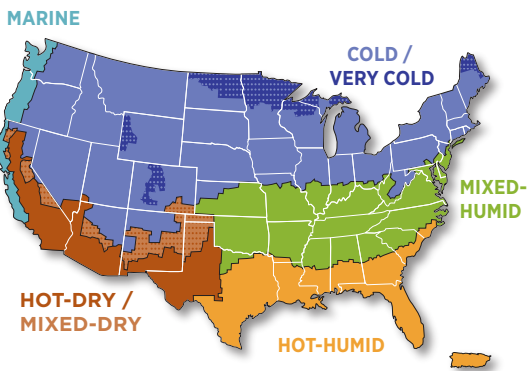 MARINE
COLD /
VERY COLD
MIXED-
HUMID
HOT-DRY /
MIXED-DRY
HOT-HUMID